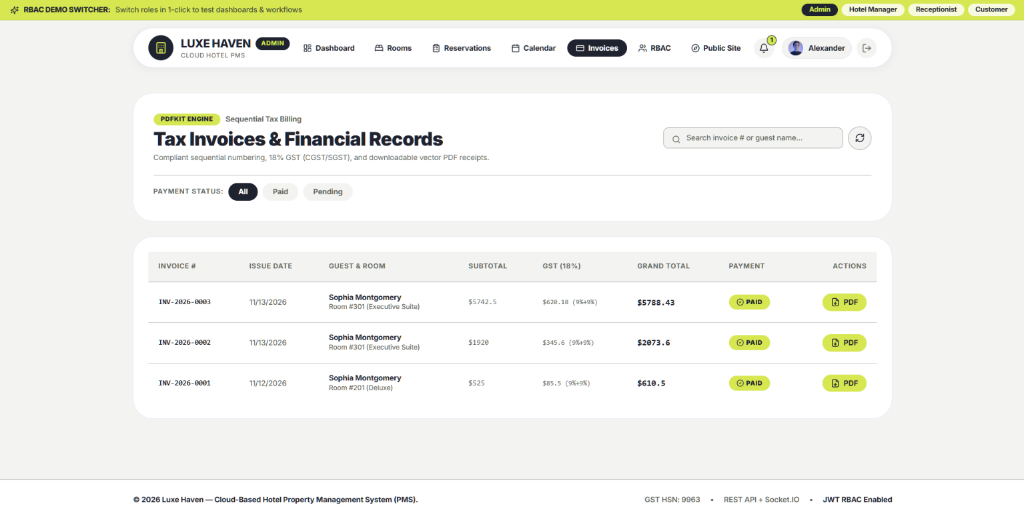 RBAC DEMO SWITCHER: Switch roles in 1-click to test dashboards & workflows Admin Hotel Manager Receptionist Customer
LUXE HAVEN ADMIN
CLOUD HOTEL PMS
Dashboard Rooms Reservations Calendar Invoices RBAC Public Site 1 Alexander
PDFKIT ENGINE Sequential Tax Billing
Tax Invoices & Financial Records
Search invoice # or guest name...
Compliant sequential numbering, 18% GST (CGST/SGST), and downloadable vector PDF receipts.
PAYMENT STATUS: All Paid Pending
INVOICE # ISSUE DATE GUEST & ROOM SUBTOTAL GST (18%) GRAND TOTAL PAYMENT ACTIONS
INV-2026-0003 11/13/2026 Sophia Montgomery $5742.5 $620.18 (9%+9%) $5788.43 PAID PDF
Room #301 (Executive Suite)
INV-2026-0002 11/13/2026 Sophia Montgomery $1920 $345.6 (9%+9%) $2073.6 PAID PDF
Room #301 (Executive Suite)
INV-2026-0001 11/12/2026 Sophia Montgomery $525 $85.5 (9%+9%) $610.5 PAID PDF
Room #201 (Deluxe)
© 2026 Luxe Haven — Cloud-Based Hotel Property Management System (PMS). GST HSN: 9963 • REST API + Socket.IO • JWT RBAC Enabled